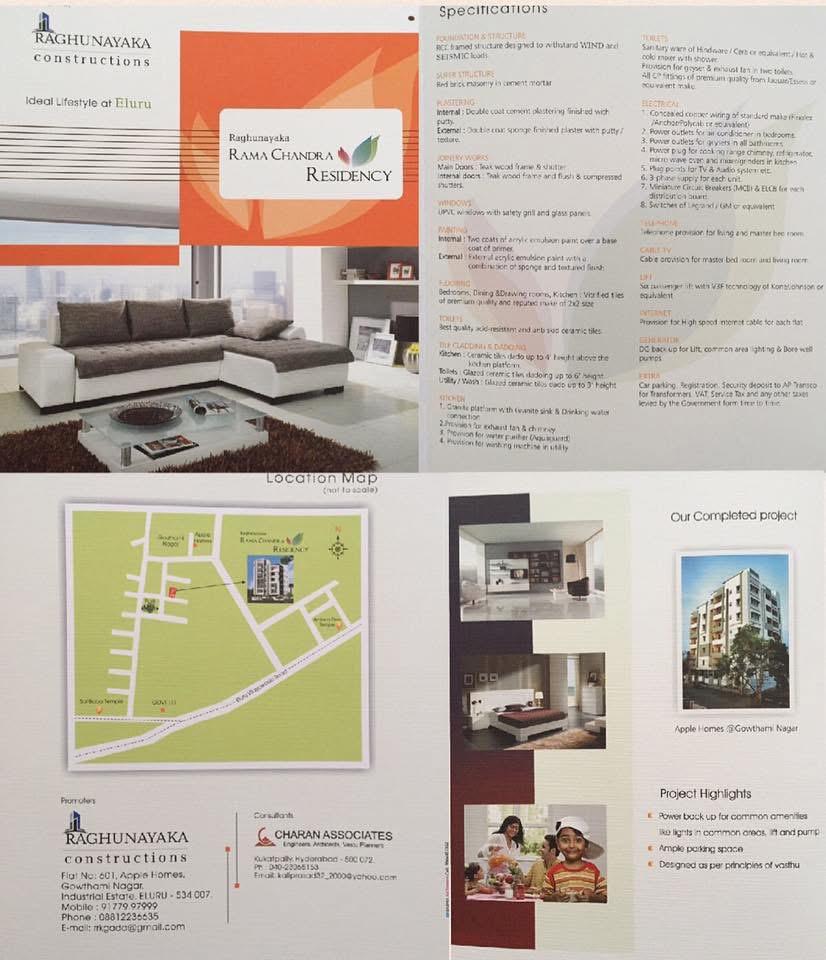 RAGHUNAYAKA
constructions
Ideal Lifestyle at Eluru
Raghunayaka
RAMA CHANDRA
RESIDENCY
Specifications
FOUNDATION & STRUCTURE
RCC framed structure designed to withstand WIND and
SEISMIC loads.
SUPER STRUCTURE
Red brick masonry in cement mortar
PLASTERING
Internal : Double coat cement plastering finished with
putty.
External : Double coat sponge finished plaster with putty /
texture.
JOINERY WORKS
Main Doors : Teak wood frame & shutter
Internal doors : Teak wood frame and flush & compressed
shutters.
WINDOWS
UPVC windows with safety grill and glass panels.
PAINTING
Internal : Two coats of acrylic emulsion paint over a base
coat of primer.
External : External acrylic emulsion paint with a
combination of sponge and textured finish
FLOORING
Bedrooms, Dining &Drawing rooms, Kitchen : Vitrified tiles
of premium quality and reputed make of 2x2 size
TOILETS
Best quality acid-resistant and anti skid ceramic tiles.
TILE CLADDING & DADOING
Kitchen : Ceramic tiles dado up to 4' height above the
kitchen platform.
Toilets : Glazed ceramic tiles dadoing up to 6' height.
Utility / Wash : Glazed ceramic tiles dado up to 3' height
KITCHEN
1. Granite platform with Granite sink & Drinking water
connection
2.Provision for exhaust fan & chimney
3. Provision for water purifier (Aquaguard)
4. Provision for washing machine in utility
TOILETS
Sanitary ware of Hindware / Cera or equivalent / Hot &
cold mixer with shower.
Provision for geyser & exhaust fan in two toilets.
All CP fittings of premium quality from Jaquar/Essess or
equivalent make.
ELECTRICAL
1. Concealed copper wiring of standard make (Finolex
/Anchor/Polycab or equivalent)
2. Power outlets for air conditioner in bedrooms.
3. Power outlets for geysers in all bathrooms.
4. Power plug for cooking range chimney, refrigerator,
micro wave oven and mixer/grinders in kitchen
5. Plug points for TV & Audio system etc.
6. 3-phase supply for each unit.
7. Miniature Circuit Breakers (MCB) & ELCB for each
distribution board.
8. Switches of Legrand / GM or equivalent
TELEPHONE
Telephone provision for living and master bed room
CABLE TV
Cable provision for master bed room and living room.
LIFT
Six passenger lift with V3F technology of Kone/Johnson or
equivalent
INTERNET
Provision for High speed internet cable for each flat
GENERATOR
DG back up for Lift, common area lighting & Bore well
pumps.
EXTRA
Car parking, Registration, Security deposit to AP Transco
for Transformers, VAT, Service Tax and any other taxes
levied by the Government form time to time.
Location Map
(not to scale)
Gowthami
Nagar
Apple
Homes
Raghunayaka
RAMA CHANDRA
RESIDENCY
N
Temple
Sai Baba Temple
GOVT ITI
Road
Promoters
RAGHUNAYAKA
constructions
Flat No: 601, Apple Homes,
Gowthami Nagar,
Industrial Estate, ELURU - 534 007.
Mobile : 91779 97999
Phone : 08812236635
E-mail: rrkgada@gmail.com
Consultants
CHARAN ASSOCIATES
Engineers, Architects, Vastu Planners
Kukatpally, Hyderabad - 500 072.
Ph : 040-23065153
Email: kaliprasad32_2000@yahoo.com
Our Completed project
Apple Homes @Gowthami Nagar
Project Highlights
Power back up for common amenities
like lights in common areas, lift and pump
Ample parking space
Designed as per principles of vasthu